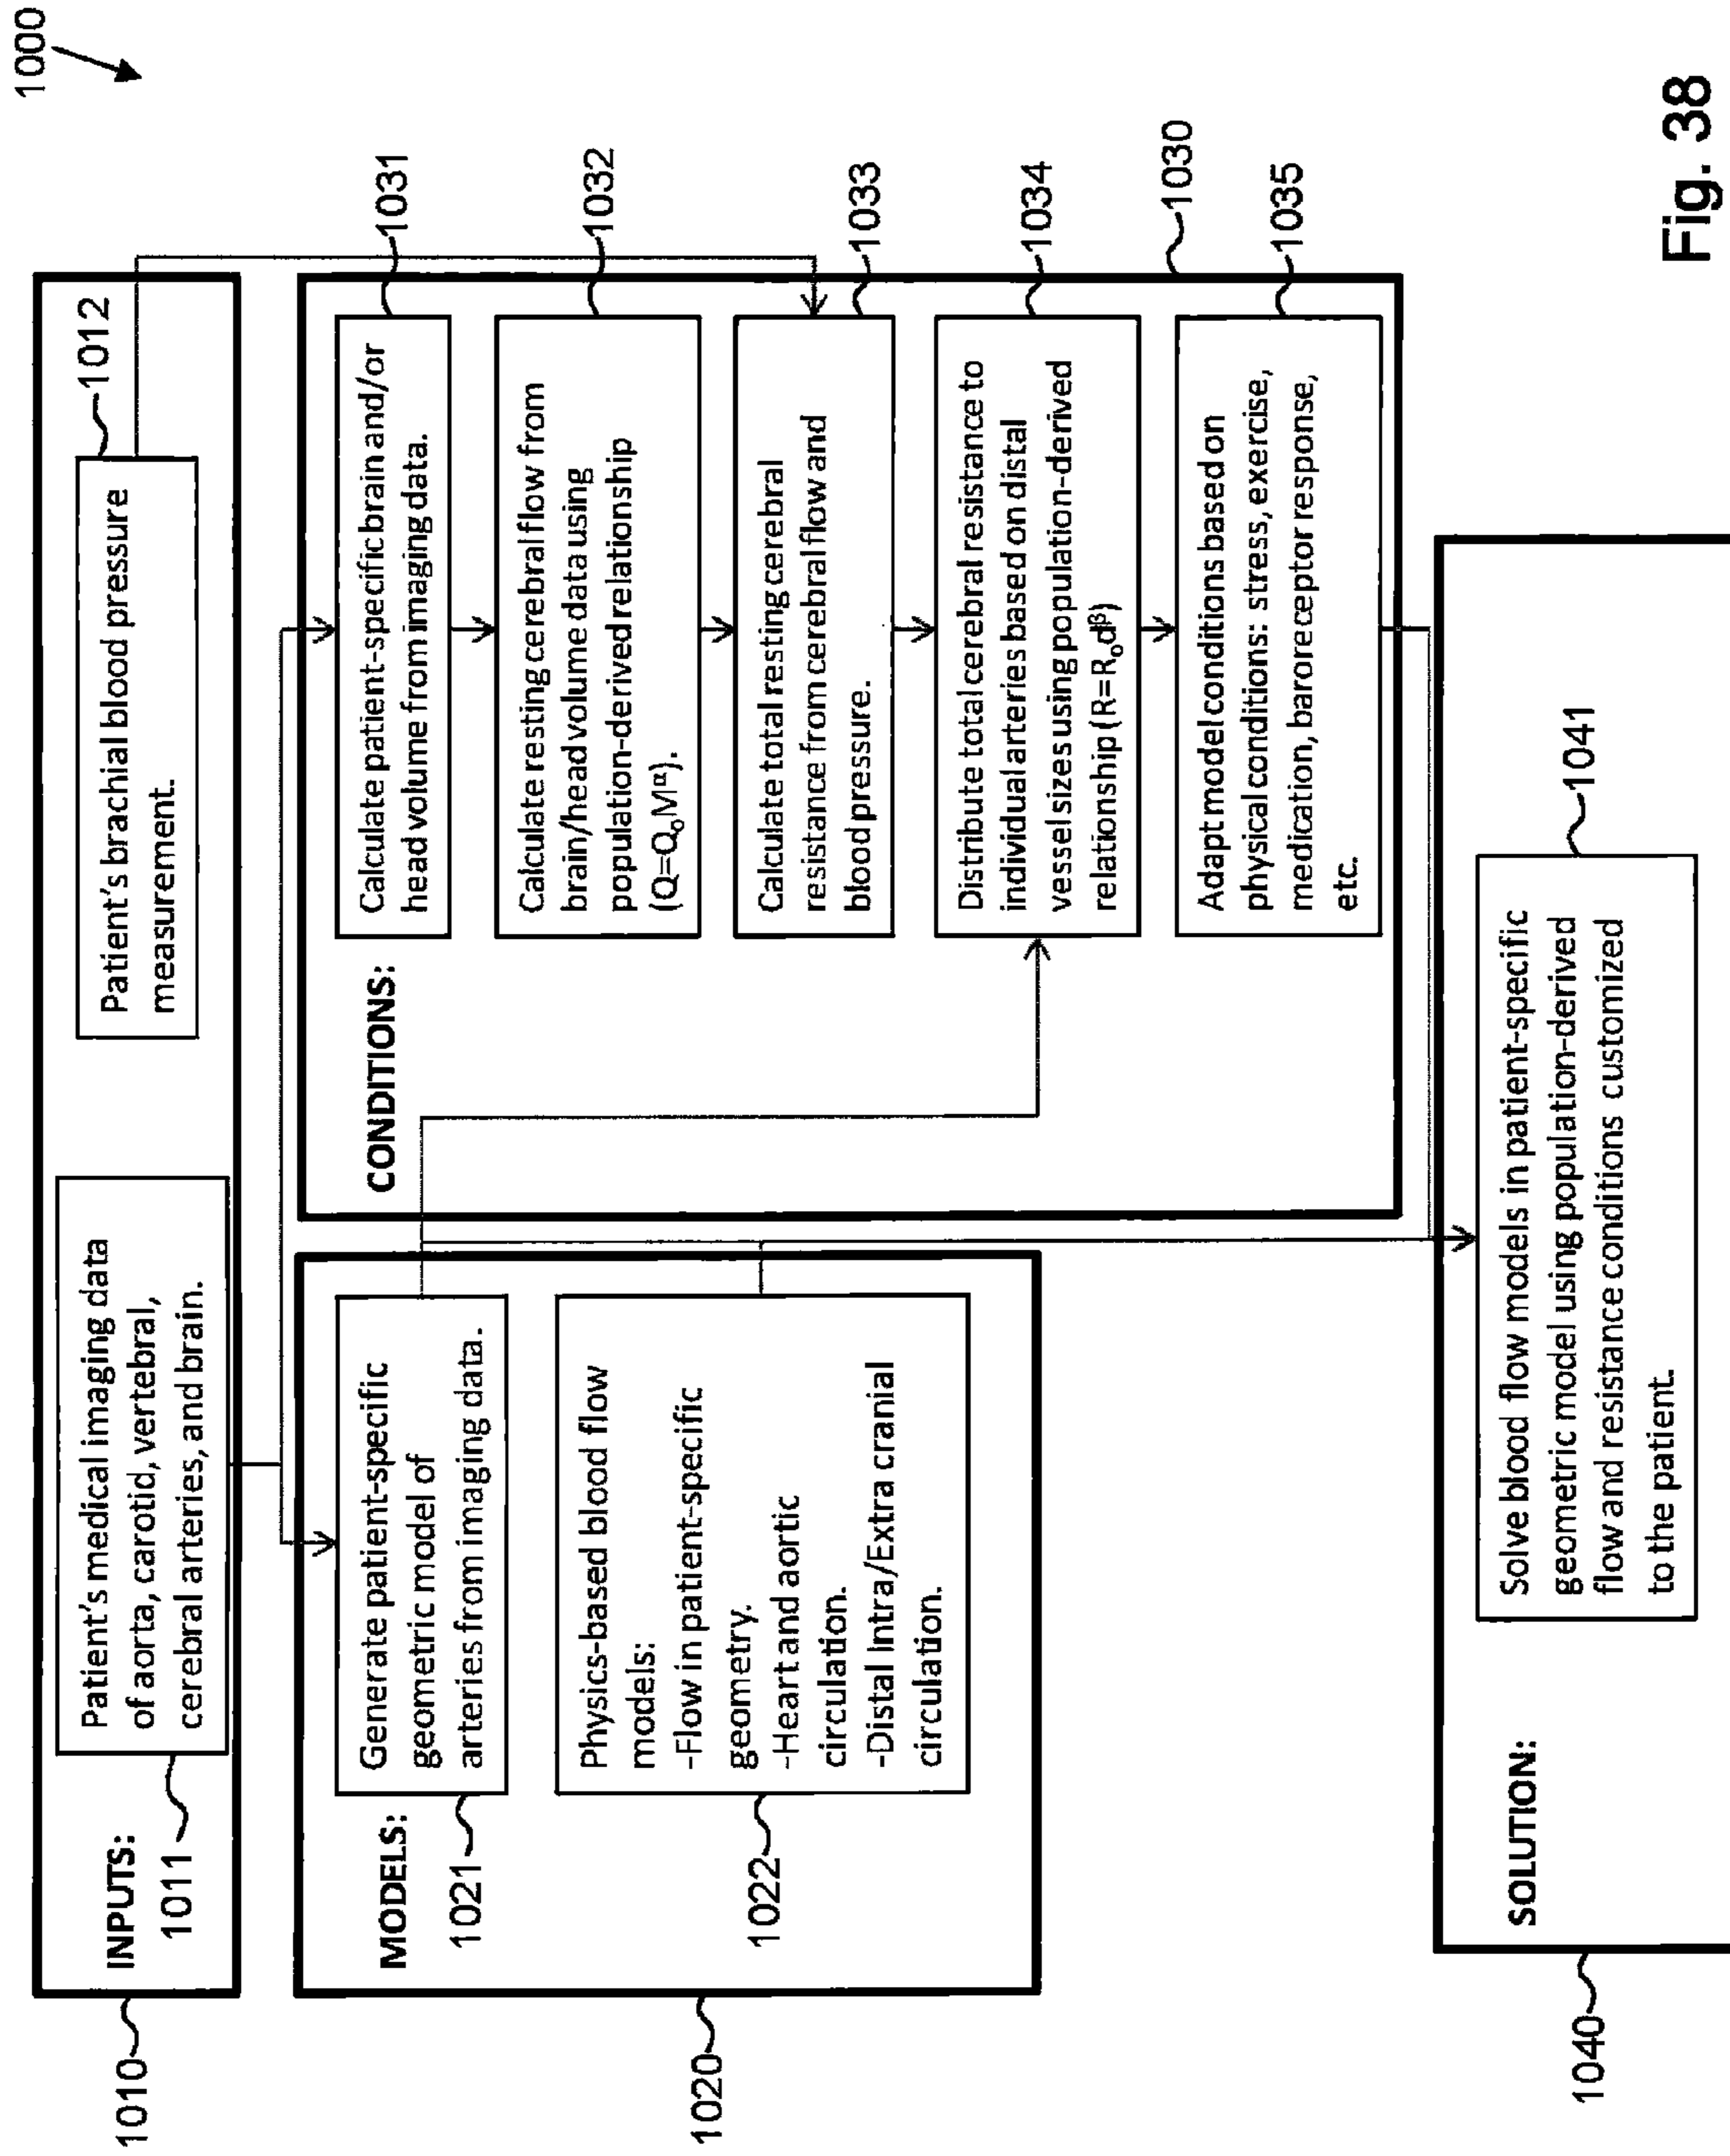 1000
1010
INPUTS:
1011
Patient's medical imaging data
of aorta, carotid, vertebral,
cerebral arteries, and brain.
1012
Patient's brachial blood pressure
measurement.
1020
MODELS:
1021
Generate patient-specific
geometric model of
arteries from imaging data.
1022
Physics-based blood flow
models:
-Flow in patient-specific
geometry.
-Heart and aortic
circulation.
-Distal Intra/Extra cranial
circulation.
CONDITIONS:
1031
Calculate patient-specific brain and/or
head volume from imaging data.
1032
Calculate resting cerebral flow from
brain/head volume data using
population-derived relationship
(Q=Q₀M^α).
1033
Calculate total resting cerebral
resistance from cerebral flow and
blood pressure.
1034
Distribute total cerebral resistance to
individual arteries based on distal
vessel sizes using population-derived
relationship (R=R₀d^β)
1030
1035
Adapt model conditions based on
physical conditions: stress, exercise,
medication, baroreceptor response,
etc.
1040
SOLUTION:
1041
Solve blood flow models in patient-specific
geometric model using population-derived
flow and resistance conditions customized
to the patient.
Fig. 38